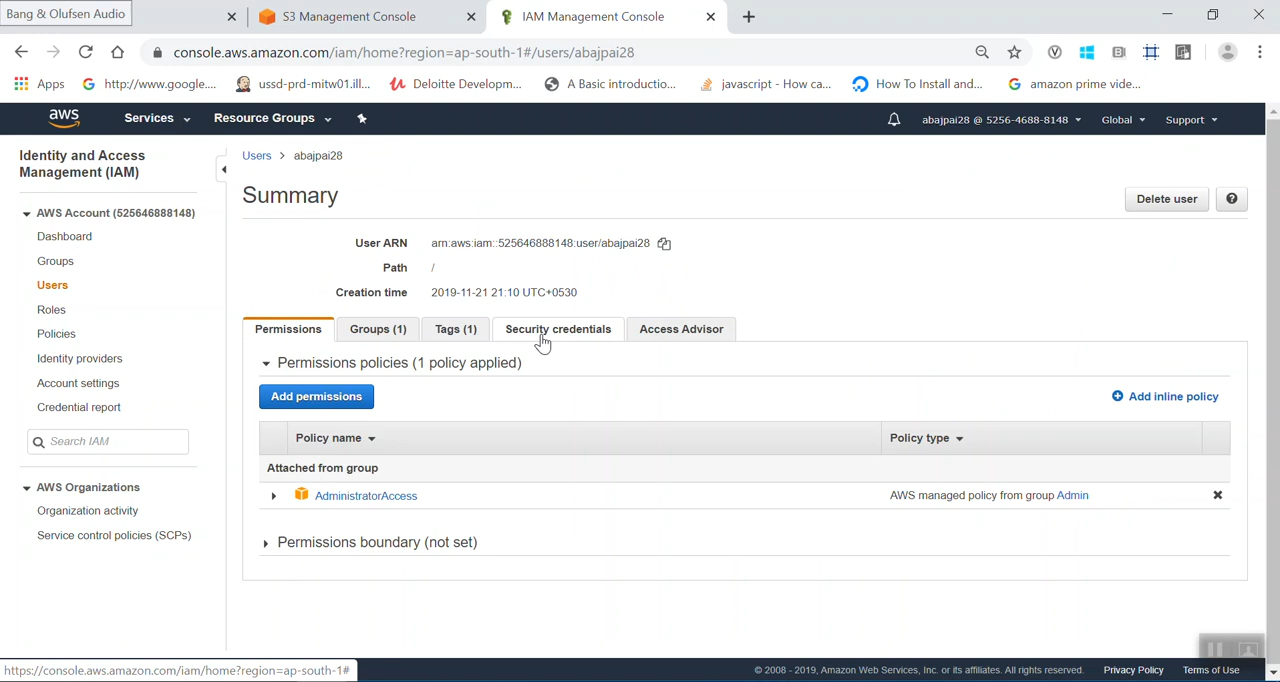 Bang & Olufsen Audio
S3 Management Console
IAM Management Console
console.aws.amazon.com/iam/home?region=ap-south-1#/users/abajpai28
Apps
http://www.google....
ussd-prd-mitw01.ill...
Deloitte Developm...
A Basic introductio...
javascript - How ca...
How To Install and...
amazon prime vide...
aws
Services
Resource Groups
abajpai28 @ 5256-4688-8148
Global
Support
Identity and Access
Management (IAM)
AWS Account (525646888148)
Dashboard
Groups
Users
Roles
Policies
Identity providers
Account settings
Credential report
Search IAM
AWS Organizations
Organization activity
Service control policies (SCPs)
Users > abajpai28
Summary
Delete user
User ARN arn:aws:iam::525646888148:user/abajpai28
Path /
Creation time 2019-11-21 21:10 UTC+0530
Permissions
Groups (1)
Tags (1)
Security credentials
Access Advisor
Permissions policies (1 policy applied)
Add permissions
Add inline policy
Policy name
Policy type
Attached from group
AdministratorAccess
AWS managed policy from group Admin
Permissions boundary (not set)
https://console.aws.amazon.com/iam/home?region=ap-south-1#
© 2008 - 2019, Amazon Web Services, Inc. or its affiliates. All rights reserved.
Privacy Policy
Terms of Use